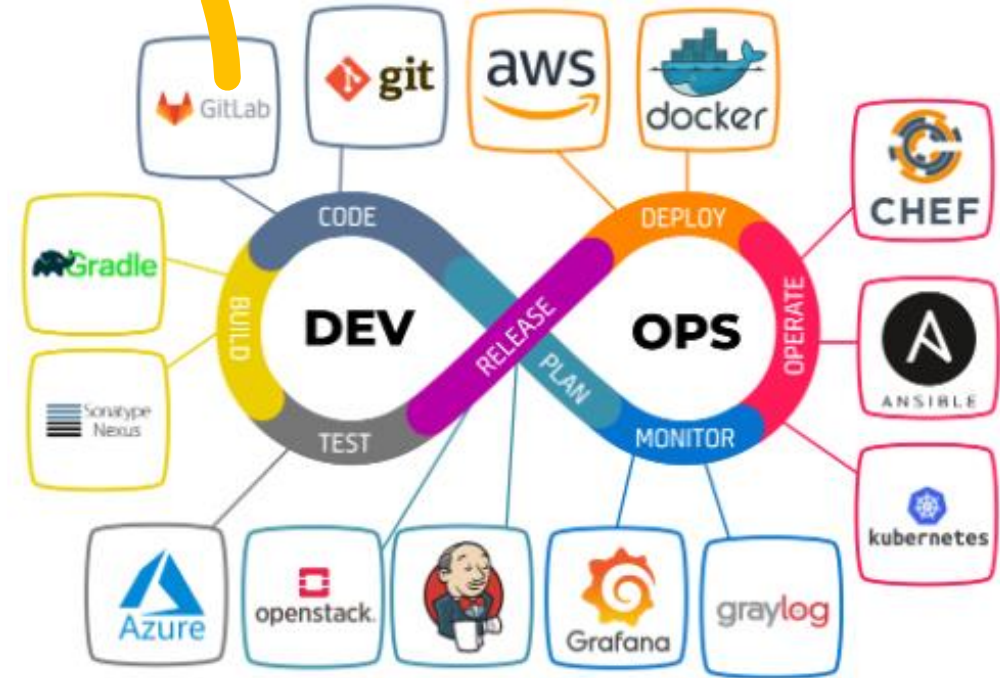 GitLab
git
aws
docker
CHEF
Gradle
CODE
DEPLOY
BUILD
DEV
RELEASE
PLAN
OPS
OPERATE
ANSIBLE
Sonatype
Nexus
TEST
MONITOR
kubernetes
Azure
openstack.
Grafana
graylog